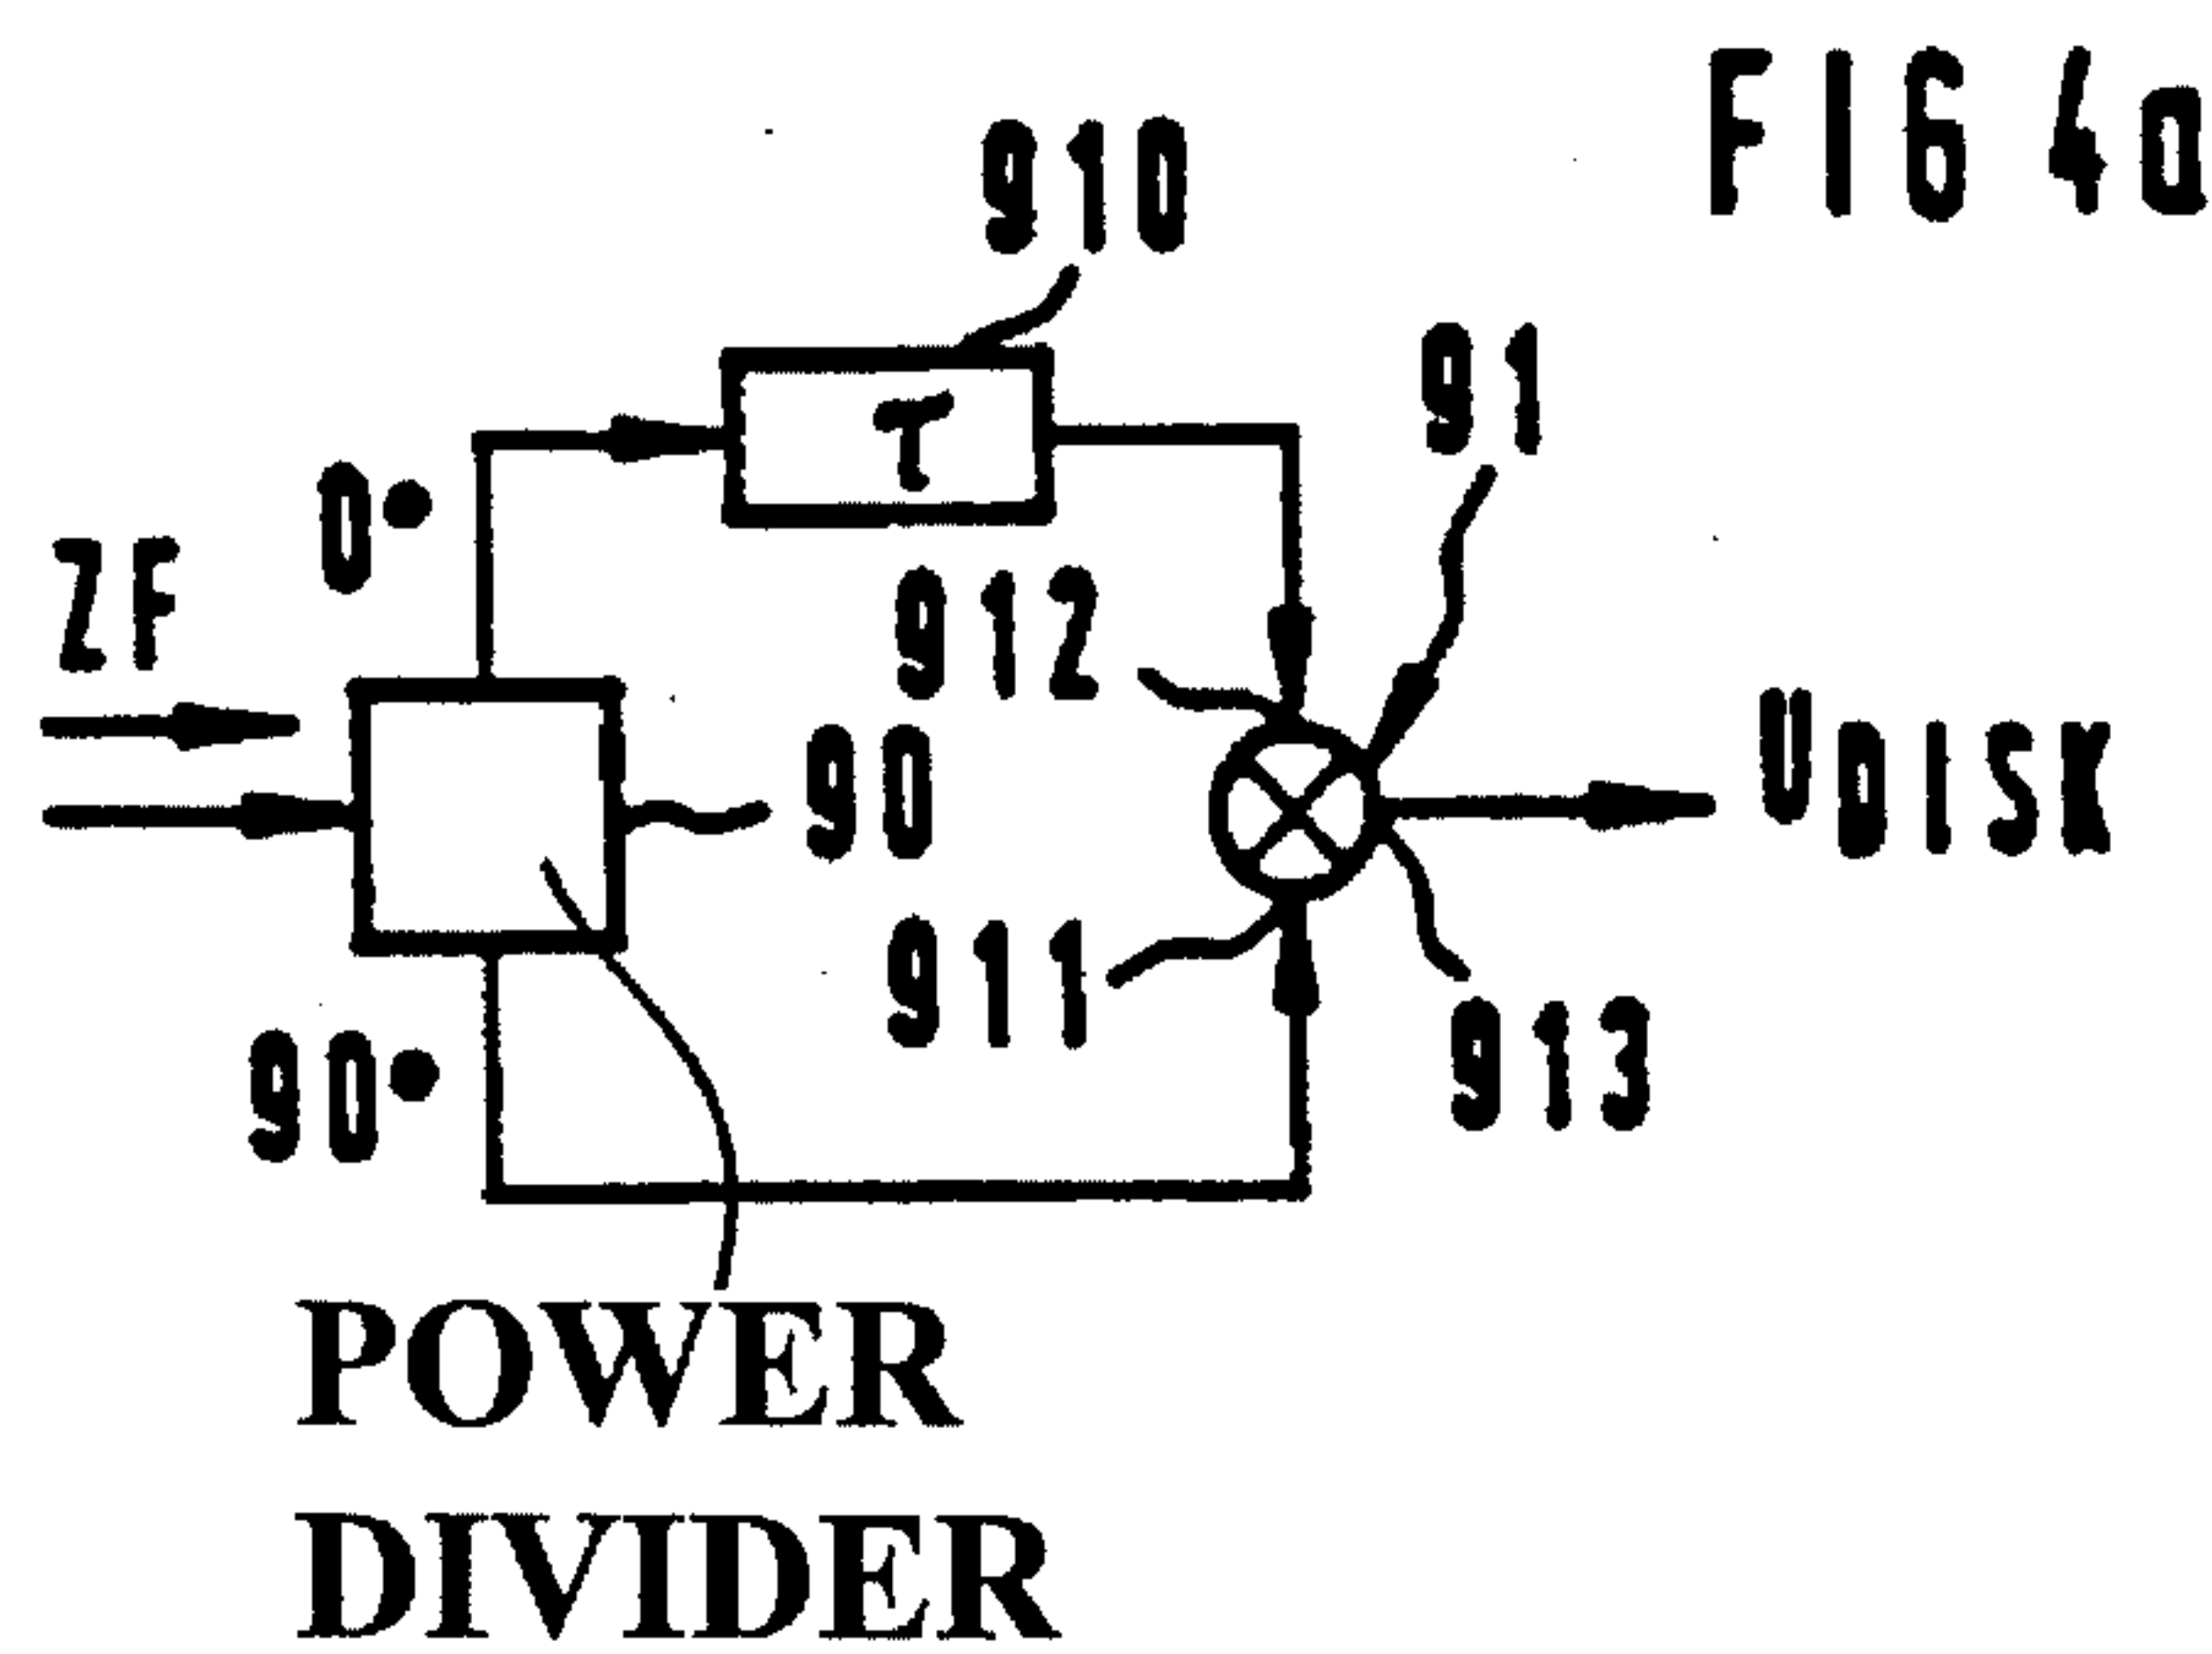 FIG 4a
910
91
0°
τ
ZF
912
90
UDISK
911
913
90°
POWER
DIVIDER